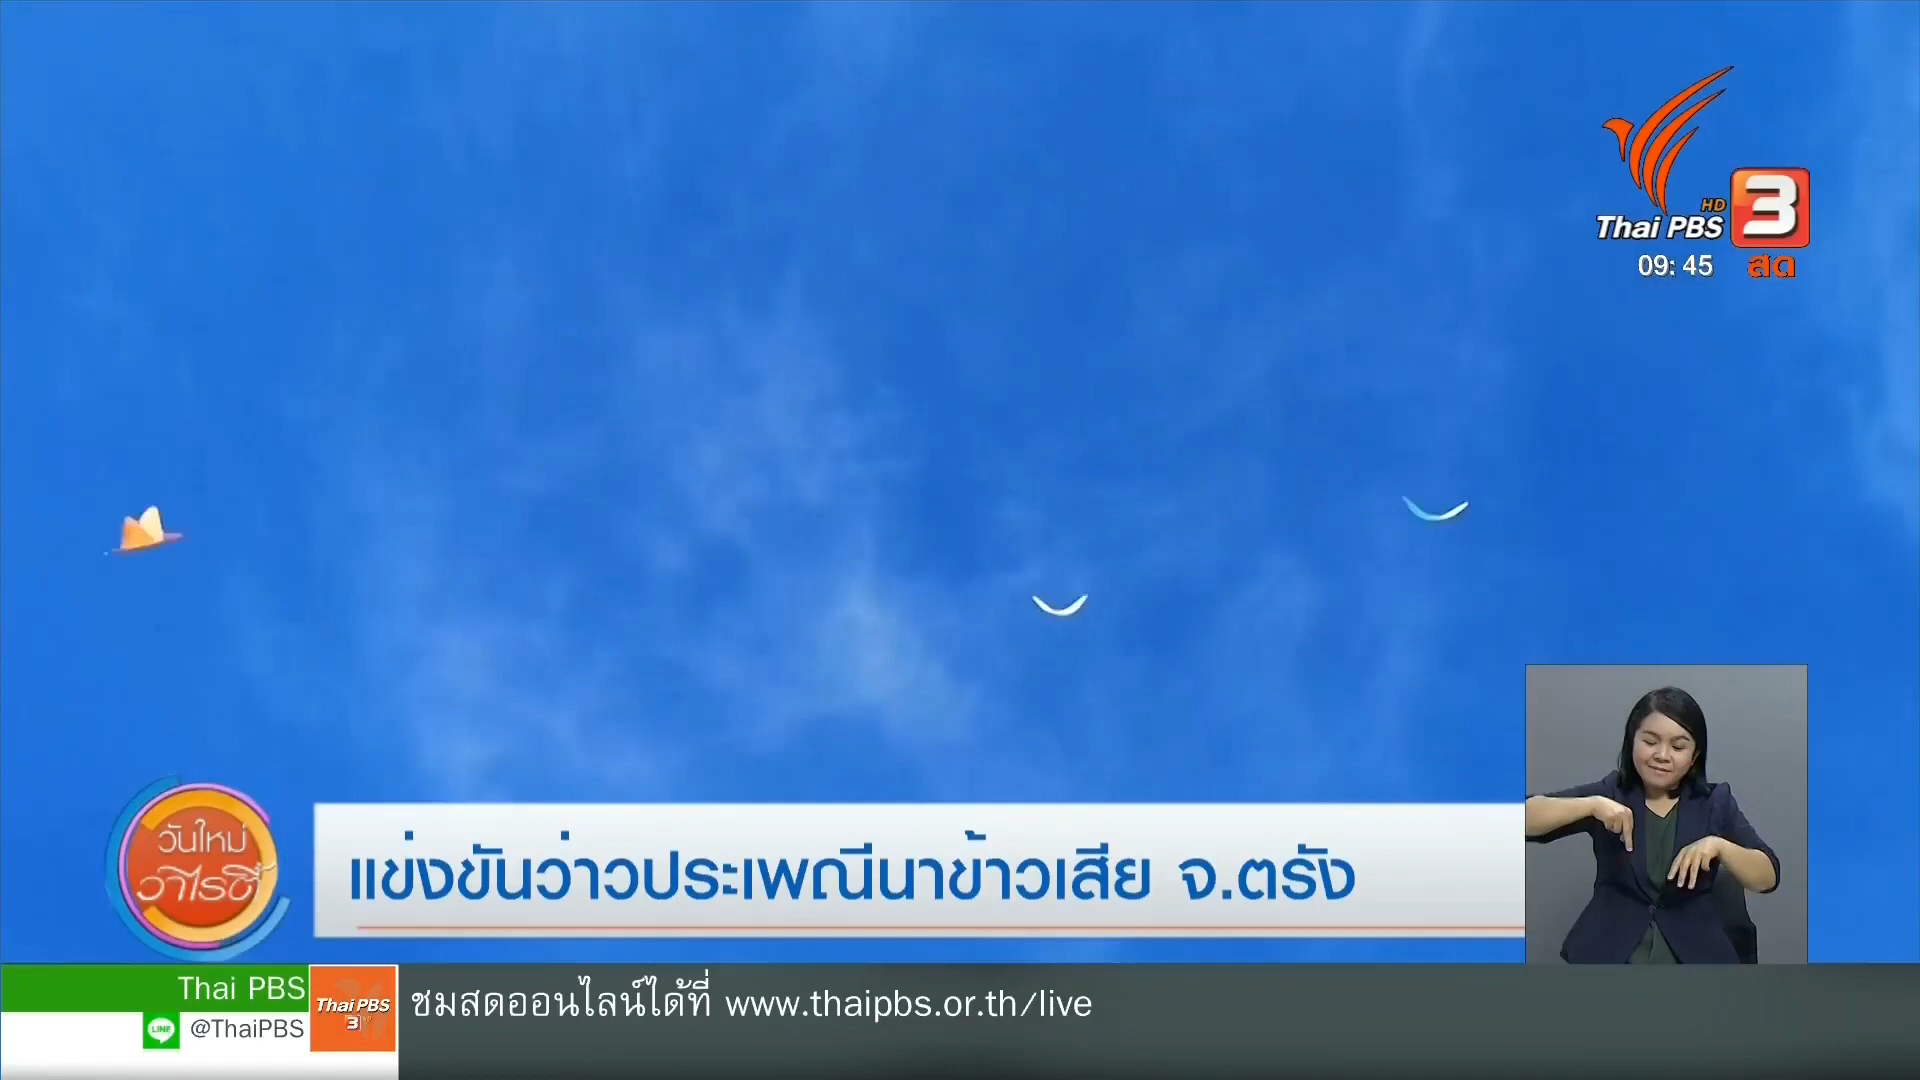 HD
Thai PBS 3
09:45 สด
วันใหม่
วาไรตี้
แข่งขันว่าวประเพณีนาข้าวเสีย จ.ตรัง
Thai PBS
LINE @ThaiPBS
Thai PBS
3
ชมสดออนไลน์ได้ที่ www.thaipbs.or.th/live